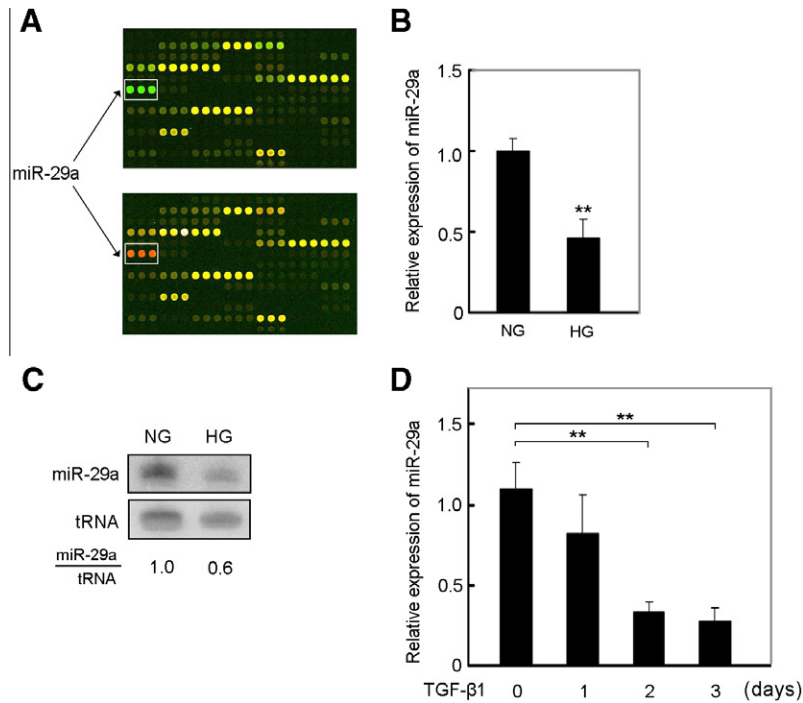 A
miR-29a
B
Relative expression of miR-29a
1.5
1.0
0.5
0
**
NG HG
C
NG HG
miR-29a
tRNA
miR-29a
tRNA
1.0 0.6
D
Relative expression of miR-29a
1.5
1.0
0.5
0
**
**
TGF-β1 0 1 2 3 (days)